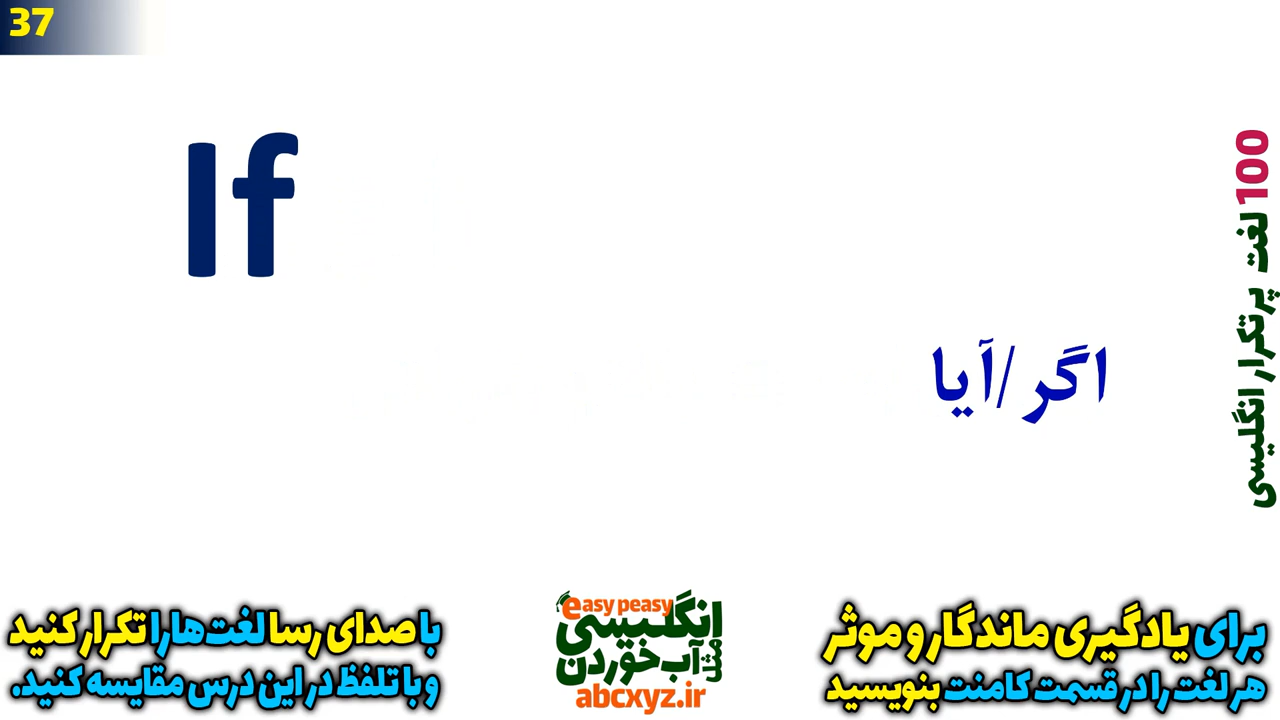 37
If
اگر/آیا
100 لغت پرتکرار انگلیسی
با صدای رسا لغت‌ها را تکرار کنید
و با تلفظ در این درس مقایسه کنید.
easy peasy
انگلیسی
مثل آب خوردن
abcxyz.ir
برای یادگیری ماندگار و موثر
هر لغت را در قسمت کامنت بنویسید